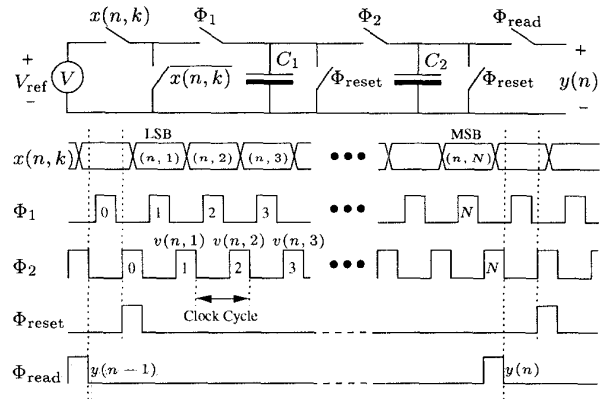 x(n, k) Φ₁ Φ₂ Φread
+ V_ref − V x̅(̅n̅,̅ ̅k̅)̅ C₁ Φreset C₂ Φreset + y(n) −
LSB MSB
x(n, k) (n, 1) (n, 2) (n, 3) ••• (n, N)
Φ₁ 0 1 2 3 ••• N
v(n, 1) v(n, 2) v(n, 3)
Φ₂ 0 1 2 3 ••• N
Clock Cycle
Φreset
Φread y(n − 1) y(n)